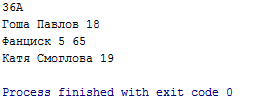 36А
Гоша Павлов 18
Фанциск 5 65
Катя Смоглова 19
Process finished with exit code 0